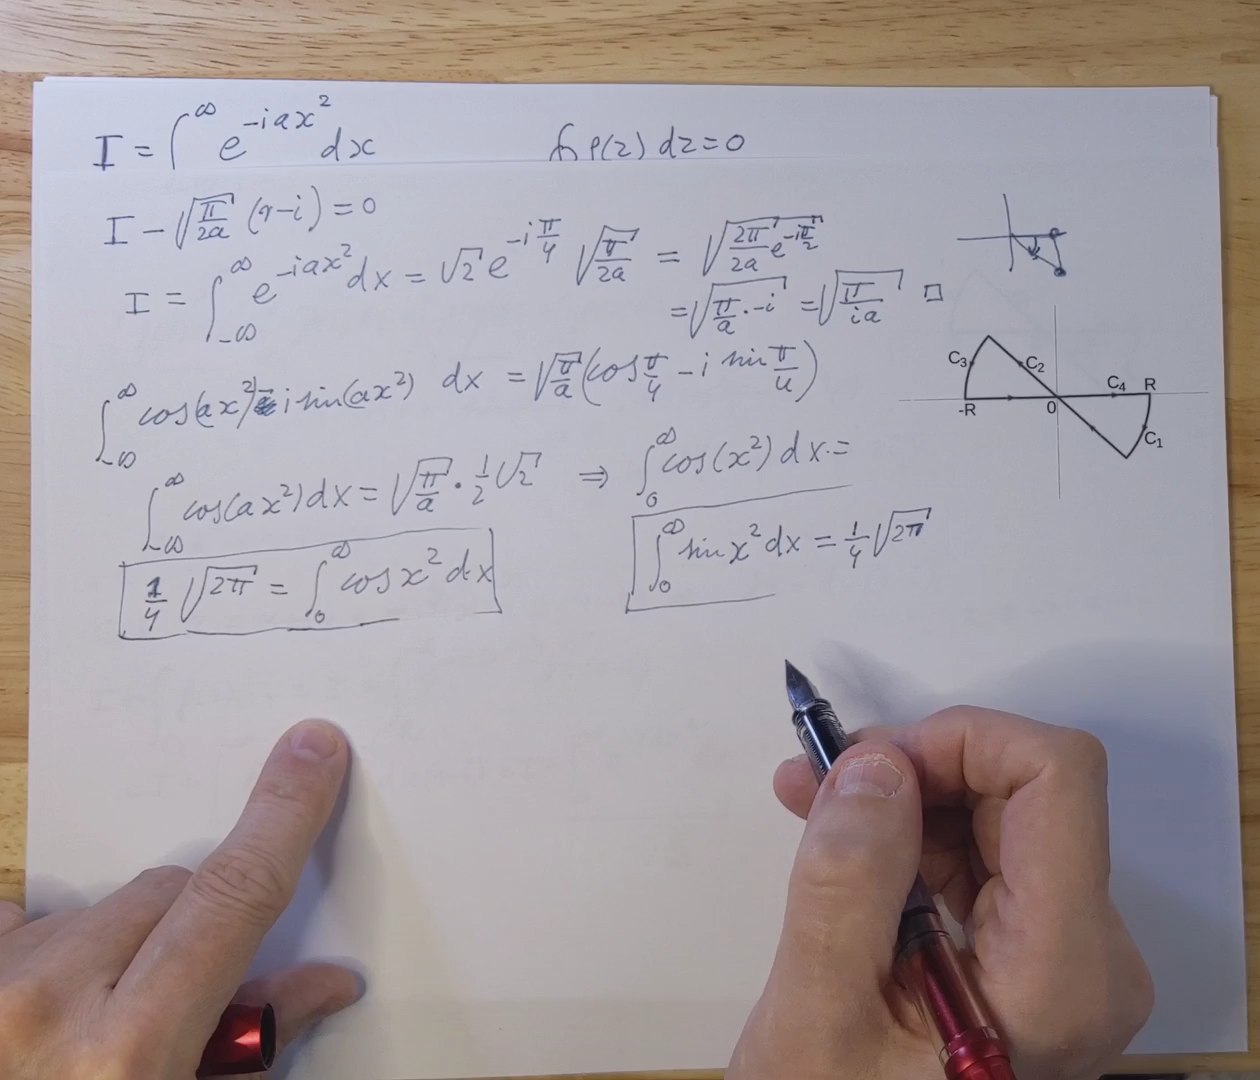 I = ∫^∞ e^{-iax²} dx    ∮ f(z) dz = 0
I - √(π/2a) (1-i) = 0
I = ∫_{-∞}^{∞} e^{-iax²} dx = √2 e^{-iπ/4} √(π/2a) = √(2π/2a e^{-iπ/2})
= √(π/a · -i) = √(π/ia) □
∫_{-∞}^{∞} cos(ax²) - i sin(ax²) dx = √(π/a) (cos π/4 - i sin π/4)
C₃ C₂ C₄ R
-R 0 C₁
∫_{-∞}^{∞} cos(ax²) dx = √(π/a) · 1/2 √2 ⇒ ∫_0^∞ cos(x²) dx =
1/4 √(2π) = ∫_0^∞ cos x² dx    ∫_0^∞ sin x² dx = 1/4 √(2π)